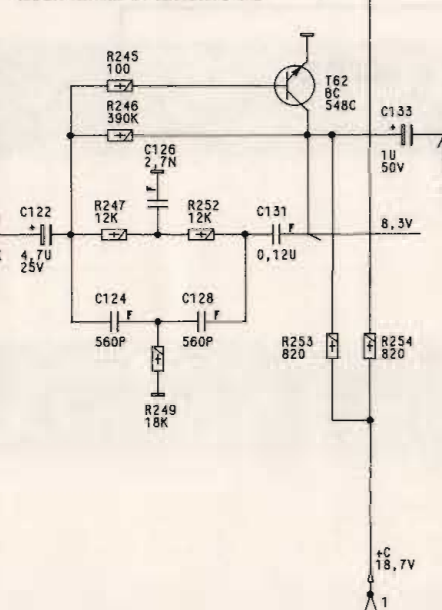 R245
100
T62
BC
548C
R246
390K
C133
C126
2,7N
F
+
1U
50V
C122
R247
12K
R252
12K
C131
+
F
8,3V
4,7U
25V
0,12U
C124
C128
F
F
560P
560P
R253
820
R254
820
R249
18K
+C
18,7V
1